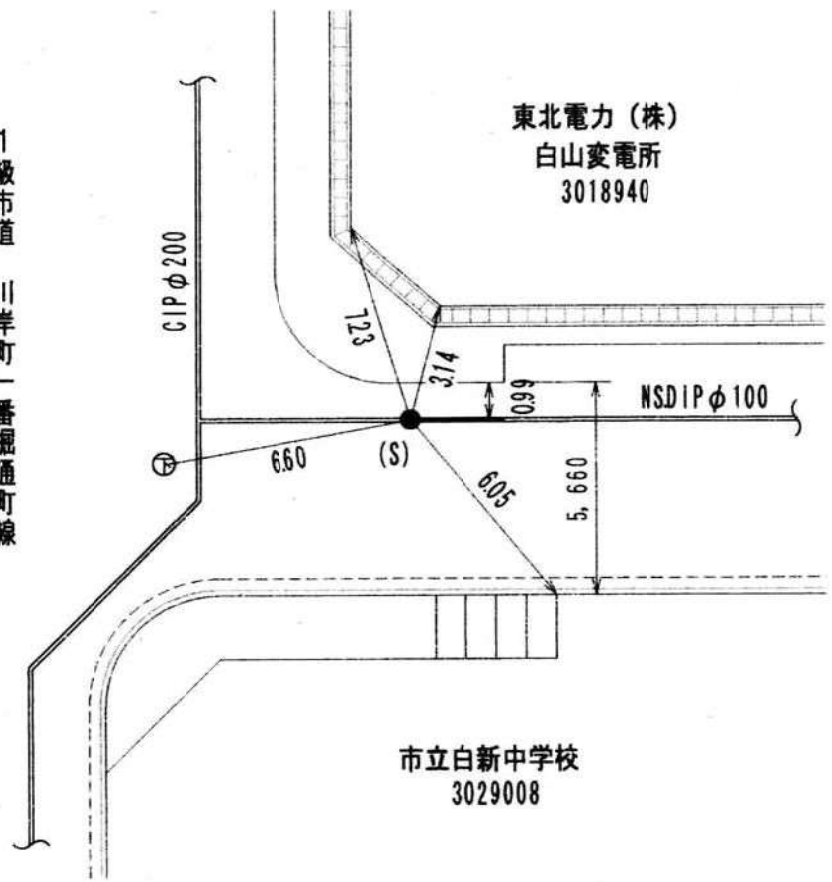 1級市道 川岸町一番堀通町線
東北電力（株）
白山変電所
3018940
CIPφ200
7.23
3.14
0.99
NSDIPφ100
6.60
(S)
6.05
5,660
下
市立白新中学校
3029008